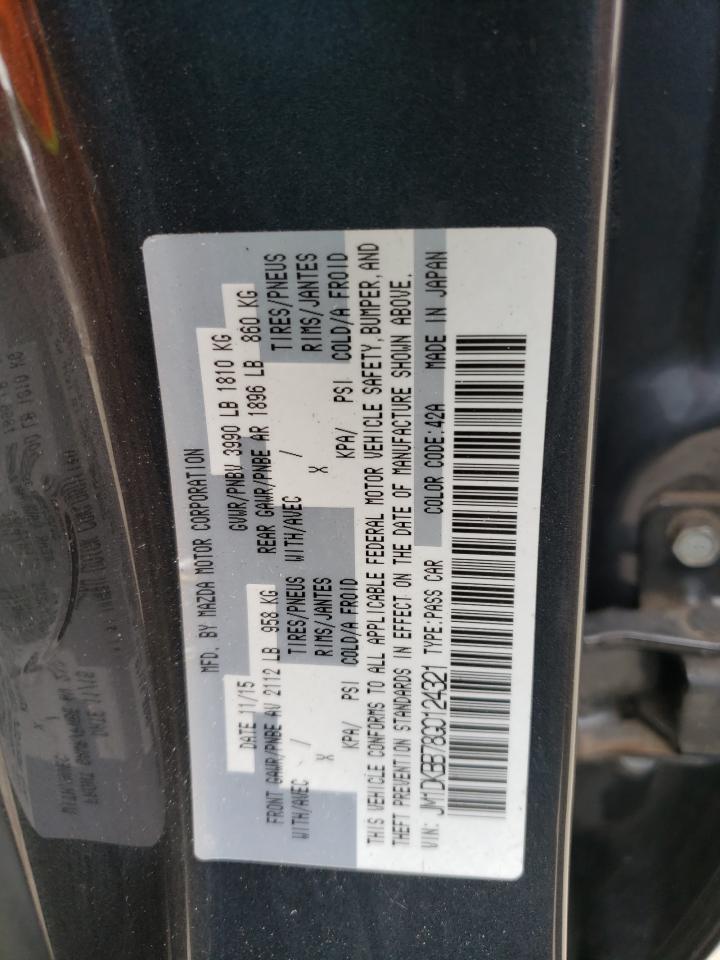 MFD. BY MAZDA MOTOR CORPORATION
DATE 11/15 GVWR/PNBV 3990 LB 1810 KG
FRONT GAWR/PNBE AV 2112 LB 958 KG REAR GAWR/PNBE AR 1896 LB 860 KG
WITH/AVEC / TIRES/PNEUS WITH/AVEC / TIRES/PNEUS
X RIMS/JANTES X RIMS/JANTES
KPA/ PSI COLD/A FROID KPA/ PSI COLD/A FROID
THIS VEHICLE CONFORMS TO ALL APPLICABLE FEDERAL MOTOR VEHICLE SAFETY, BUMPER, AND
THEFT PREVENTION STANDARDS IN EFFECT ON THE DATE OF MANUFACTURE SHOWN ABOVE.
VIN: JM1DKBB78G0124321 TYPE:PASS CAR COLOR CODE:42A MADE IN JAPAN